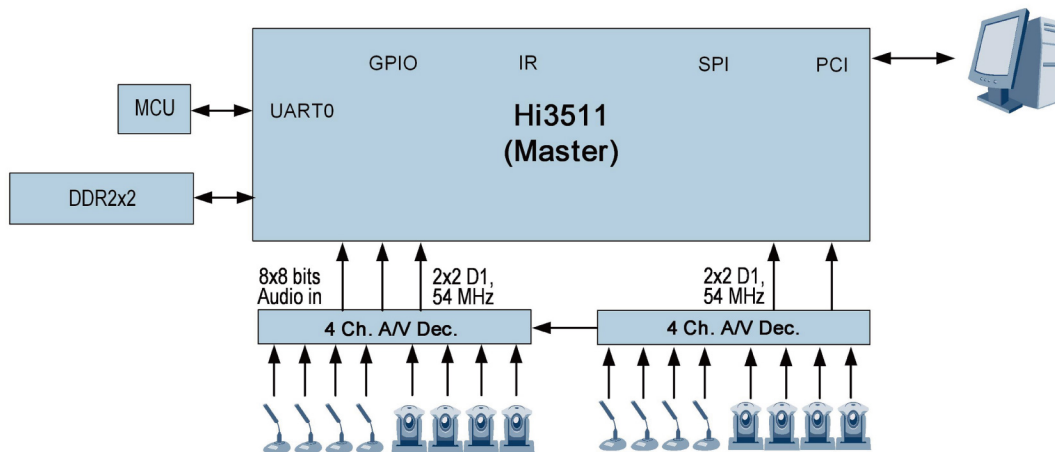 GPIO
IR
SPI
PCI
MCU
UART0
Hi3511
(Master)
DDR2x2
8x8 bits
Audio in
2x2 D1,
54 MHz
2x2 D1,
54 MHz
4 Ch. A/V Dec.
4 Ch. A/V Dec.